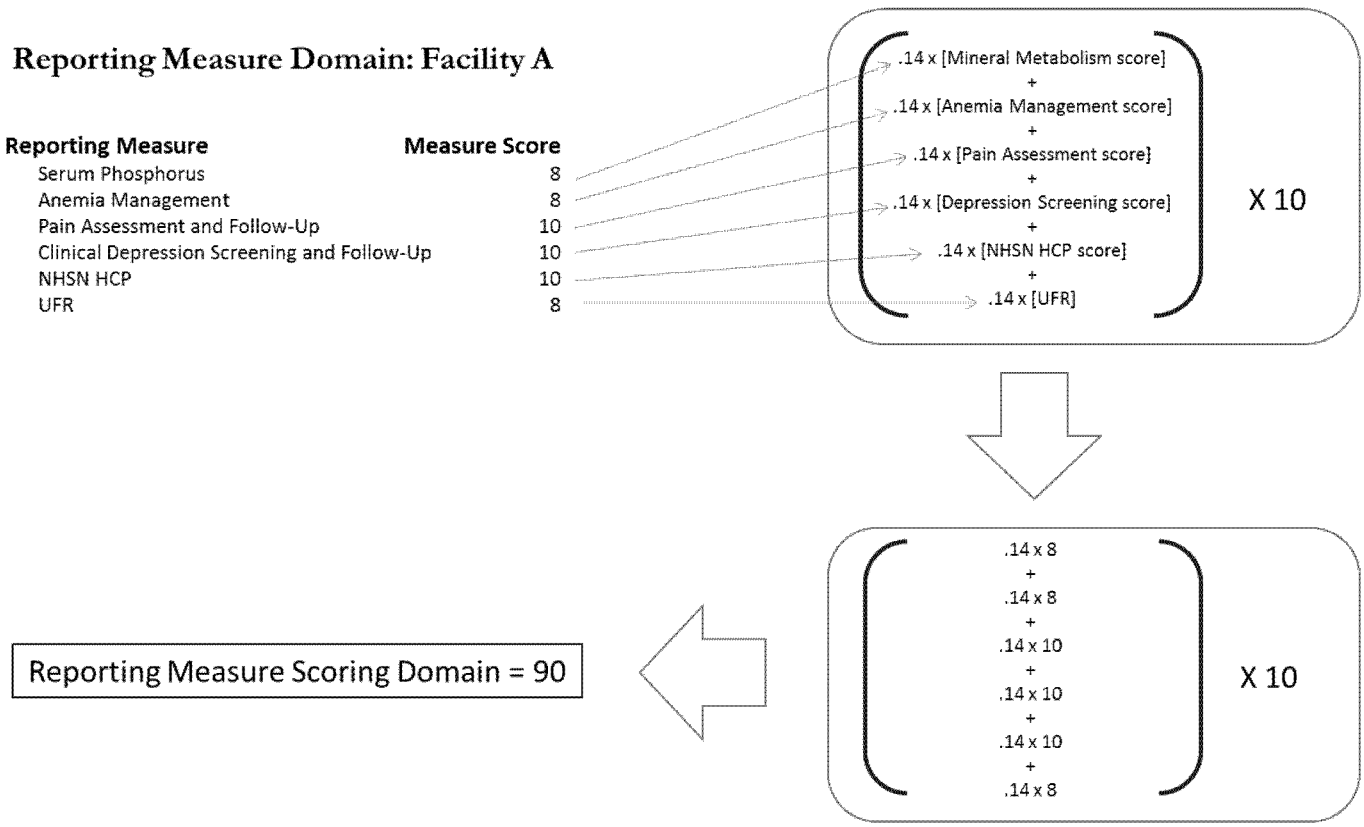 Reporting Measure Domain: Facility A
Reporting Measure Measure Score
Serum Phosphorus 8
Anemia Management 8
Pain Assessment and Follow-Up 10
Clinical Depression Screening and Follow-Up 10
NHSN HCP 10
UFR 8
.14 x [Mineral Metabolism score]
+
.14 x [Anemia Management score]
+
.14 x [Pain Assessment score]
+
.14 x [Depression Screening score]
+
.14 x [NHSN HCP score]
+
.14 x [UFR]
X 10
.14 x 8
+
.14 x 8
+
.14 x 10
+
.14 x 10
+
.14 x 10
+
.14 x 8
X 10
Reporting Measure Scoring Domain = 90